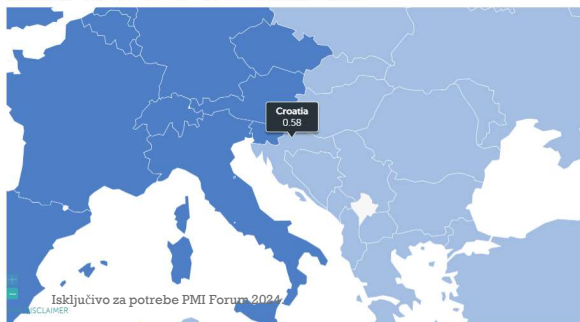 Croatia
0.58
+
−
Isključivo za potrebe PMI Forum 2024
DISCLAIMER